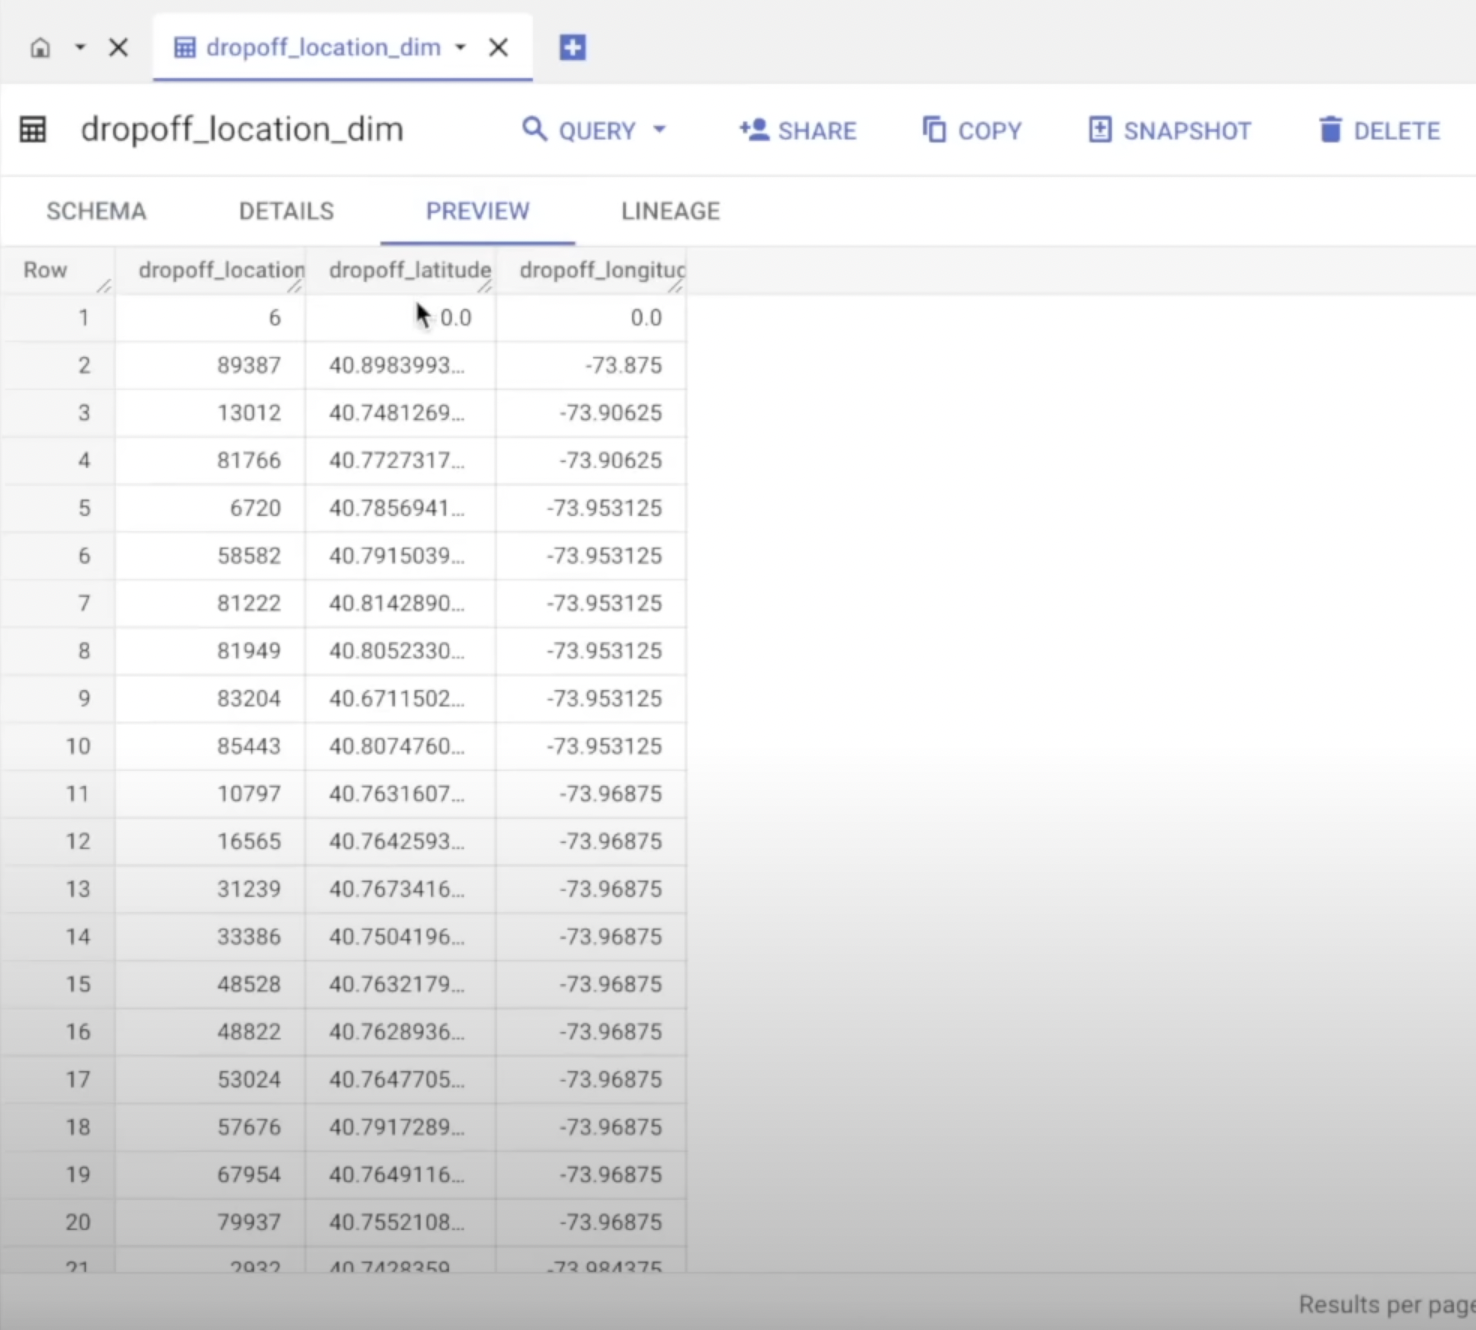 dropoff_location_dim
dropoff_location_dim QUERY SHARE COPY SNAPSHOT DELETE
SCHEMA DETAILS PREVIEW LINEAGE
Row dropoff_location dropoff_latitude dropoff_longitud
1 6 0.0 0.0
2 89387 40.8983993... -73.875
3 13012 40.7481269... -73.90625
4 81766 40.7727317... -73.90625
5 6720 40.7856941... -73.953125
6 58582 40.7915039... -73.953125
7 81222 40.8142890... -73.953125
8 81949 40.8052330... -73.953125
9 83204 40.6711502... -73.953125
10 85443 40.8074760... -73.953125
11 10797 40.7631607... -73.96875
12 16565 40.7642593... -73.96875
13 31239 40.7673416... -73.96875
14 33386 40.7504196... -73.96875
15 48528 40.7632179... -73.96875
16 48822 40.7628936... -73.96875
17 53024 40.7647705... -73.96875
18 57676 40.7917289... -73.96875
19 67954 40.7649116... -73.96875
20 79937 40.7552108... -73.96875
21 2932 40.7428359 -73.984375
Results per page